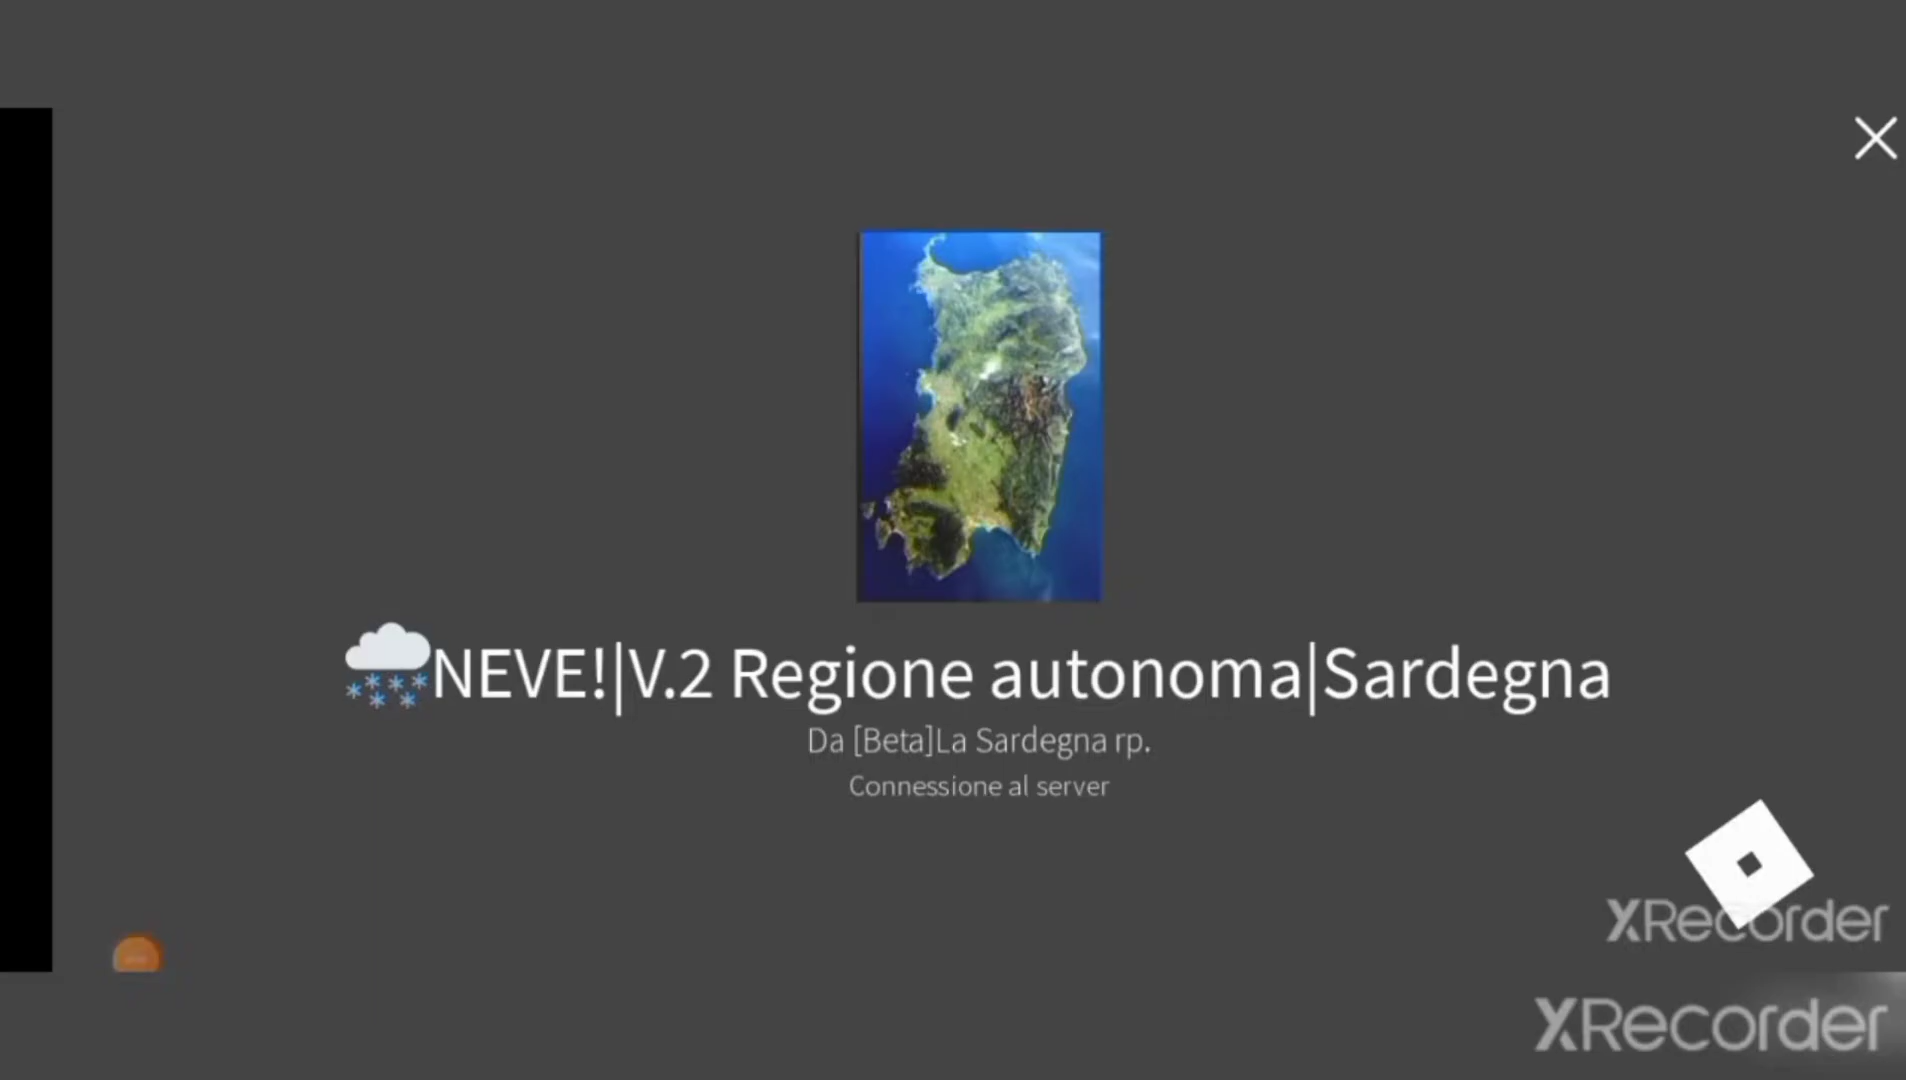 🌨NEVE!|V.2 Regione autonoma|Sardegna
Da [Beta]La Sardegna rp.
Connessione al server
XRecorder
XRecorder